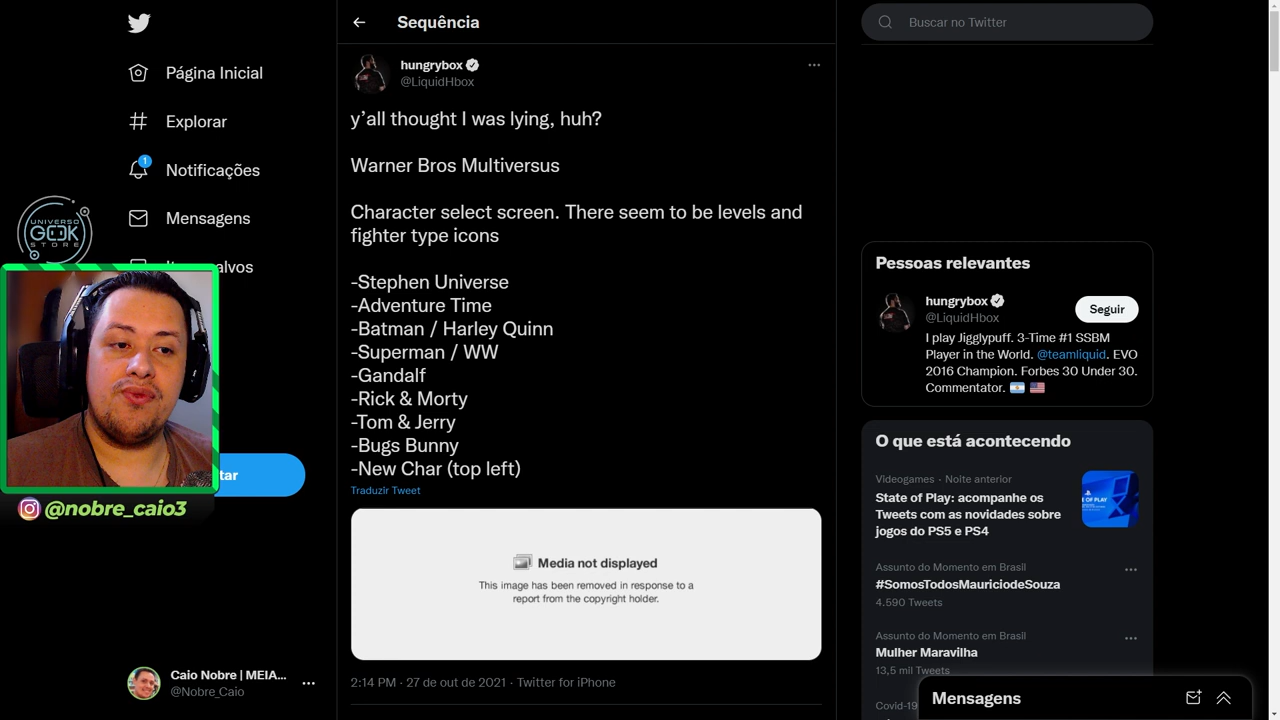 Sequência
Buscar no Twitter
Página Inicial
Explorar
1
Notificações
Mensagens
UNIVERSO
GEEK
STORE
@nobre_caio3
tar
Caio Nobre | MEIA...
@Nobre_Caio
hungrybox
@LiquidHbox
y’all thought I was lying, huh?
Warner Bros Multiversus
Character select screen. There seem to be levels and
fighter type icons
-Stephen Universe
-Adventure Time
-Batman / Harley Quinn
-Superman / WW
-Gandalf
-Rick & Morty
-Tom & Jerry
-Bugs Bunny
-New Char (top left)
Traduzir Tweet
Media not displayed
This image has been removed in response to a
report from the copyright holder.
2:14 PM · 27 de out de 2021 · Twitter for iPhone
Pessoas relevantes
hungrybox
@LiquidHbox
Seguir
I play Jigglypuff. 3-Time #1 SSBM
Player in the World. @teamliquid. EVO
2016 Champion. Forbes 30 Under 30.
Commentator.
O que está acontecendo
Videogames · Noite anterior
State of Play: acompanhe os
Tweets com as novidades sobre
jogos do PS5 e PS4
Assunto do Momento em Brasil
#SomosTodosMauriciodeSouza
4.590 Tweets
Assunto do Momento em Brasil
Mulher Maravilha
13,5 mil Tweets
Covid-19
Mensagens